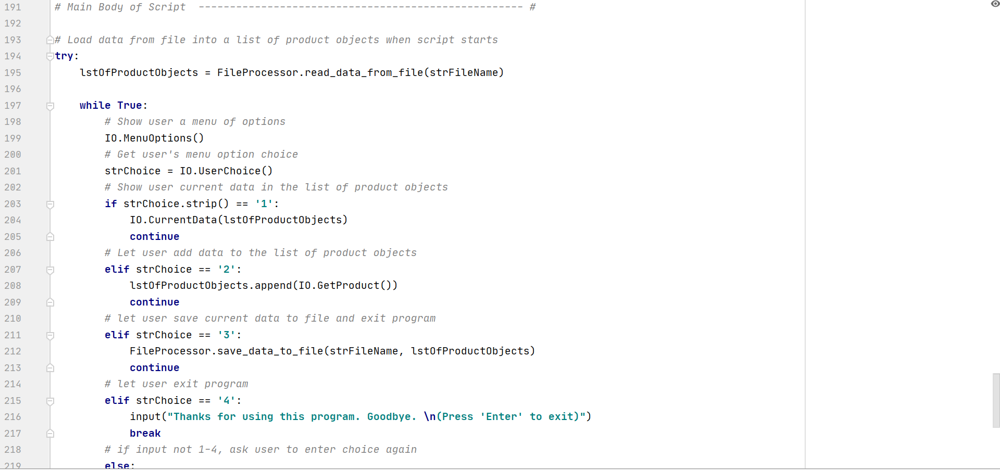 191 # Main Body of Script  ---------------------------------------------------- #
192
193 # Load data from file into a list of product objects when script starts
194 try:
195     lstOfProductObjects = FileProcessor.read_data_from_file(strFileName)
196
197     while True:
198         # Show user a menu of options
199         IO.MenuOptions()
200         # Get user's menu option choice
201         strChoice = IO.UserChoice()
202         # Show user current data in the list of product objects
203         if strChoice.strip() == '1':
204             IO.CurrentData(lstOfProductObjects)
205             continue
206         # Let user add data to the list of product objects
207         elif strChoice == '2':
208             lstOfProductObjects.append(IO.GetProduct())
209             continue
210         # let user save current data to file and exit program
211         elif strChoice == '3':
212             FileProcessor.save_data_to_file(strFileName, lstOfProductObjects)
213             continue
214         # let user exit program
215         elif strChoice == '4':
216             input("Thanks for using this program. Goodbye. \n(Press 'Enter' to exit)")
217             break
218         # if input not 1-4, ask user to enter choice again
219         else: